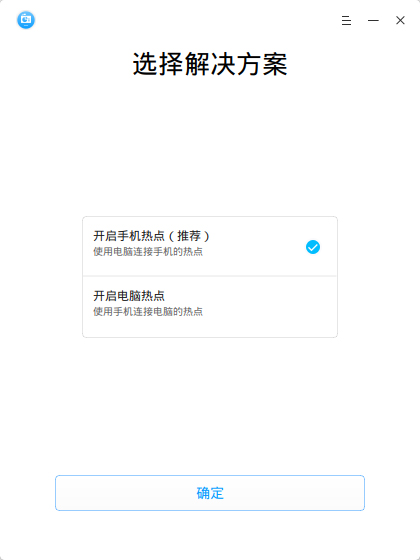 选择解决方案
开启手机热点（推荐）
使用电脑连接手机的热点
开启电脑热点
使用手机连接电脑的热点
确定